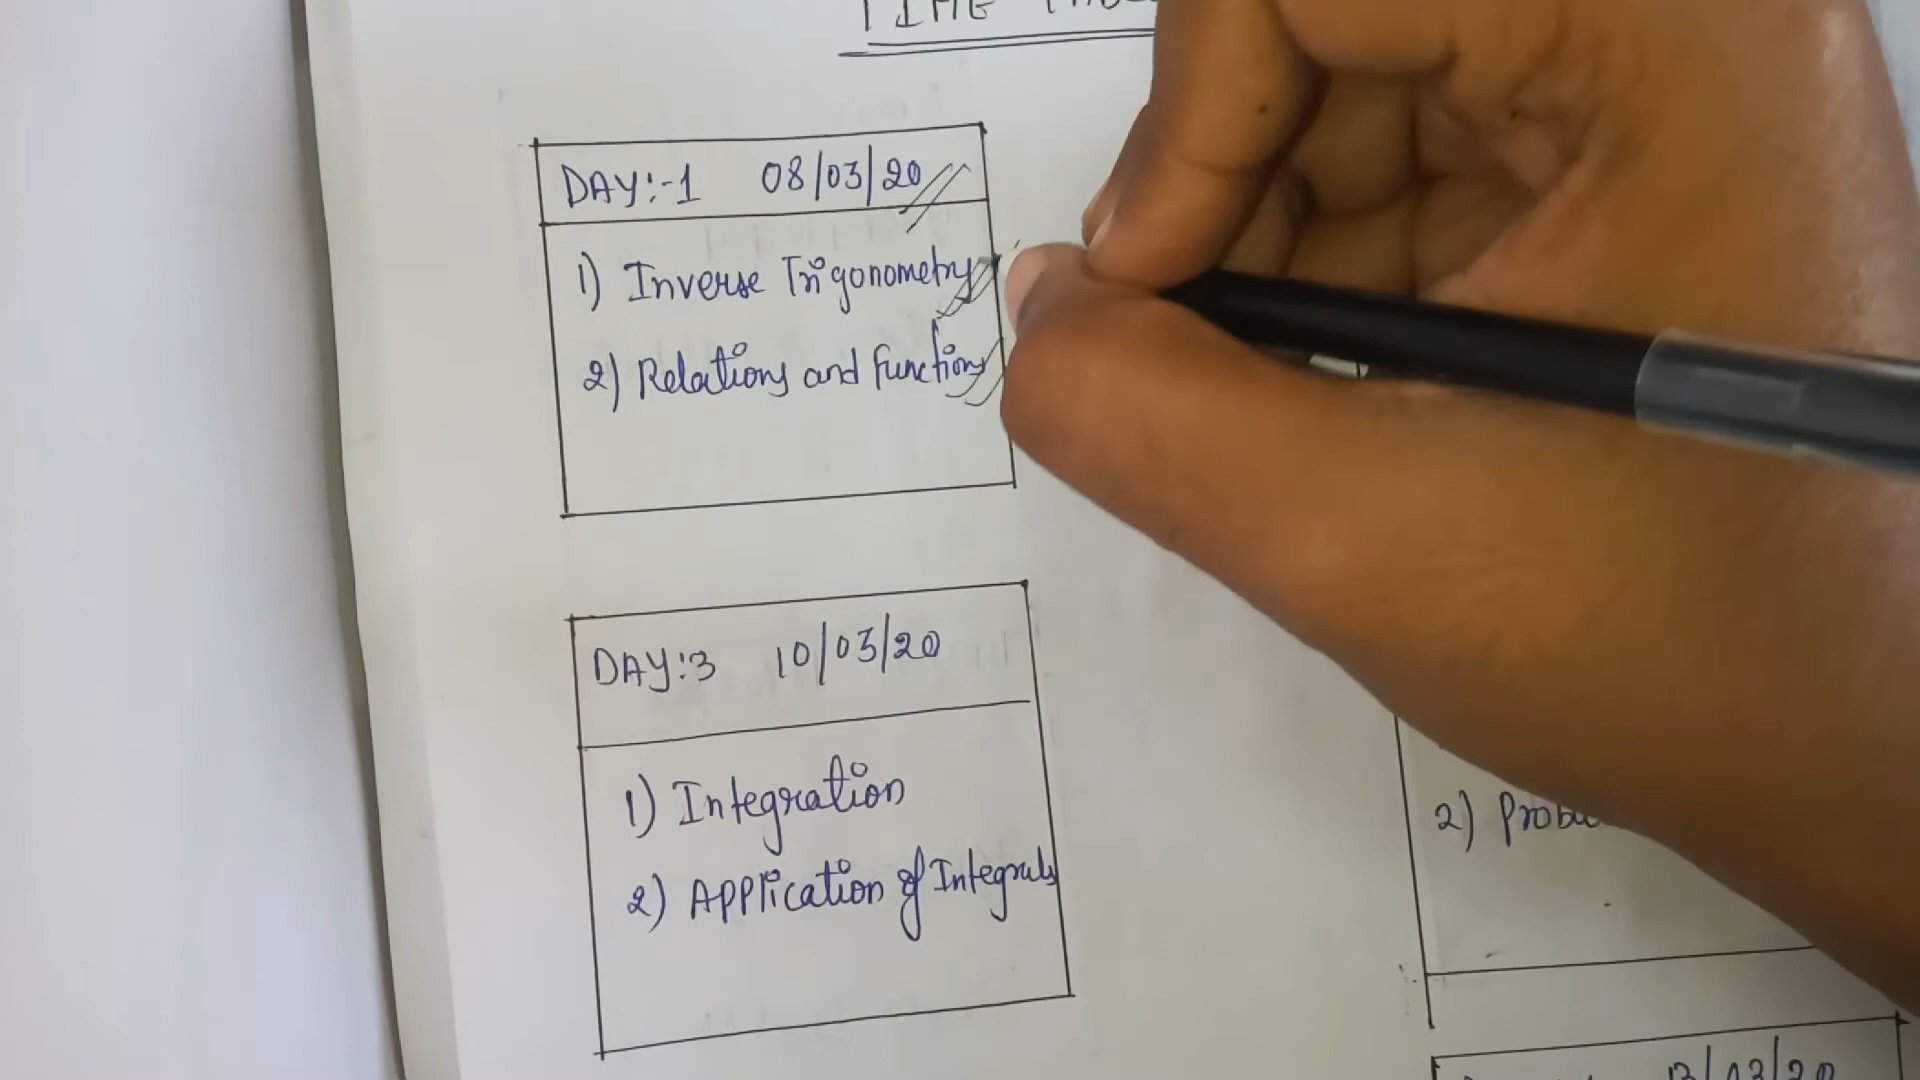 TIME
DAY:-1 08/03/20
1) Inverse Trigonometry
2) Relations and Functions
DAY:3 10/03/20
1) Integration
2) Application of Integrals
2)